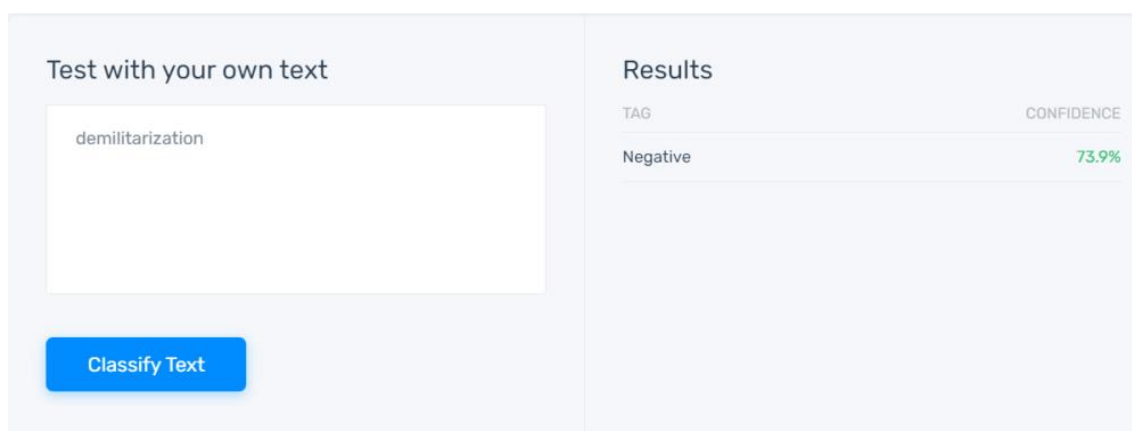 Test with your own text
demilitarization
Classify Text
Results
TAG CONFIDENCE
Negative 73.9%